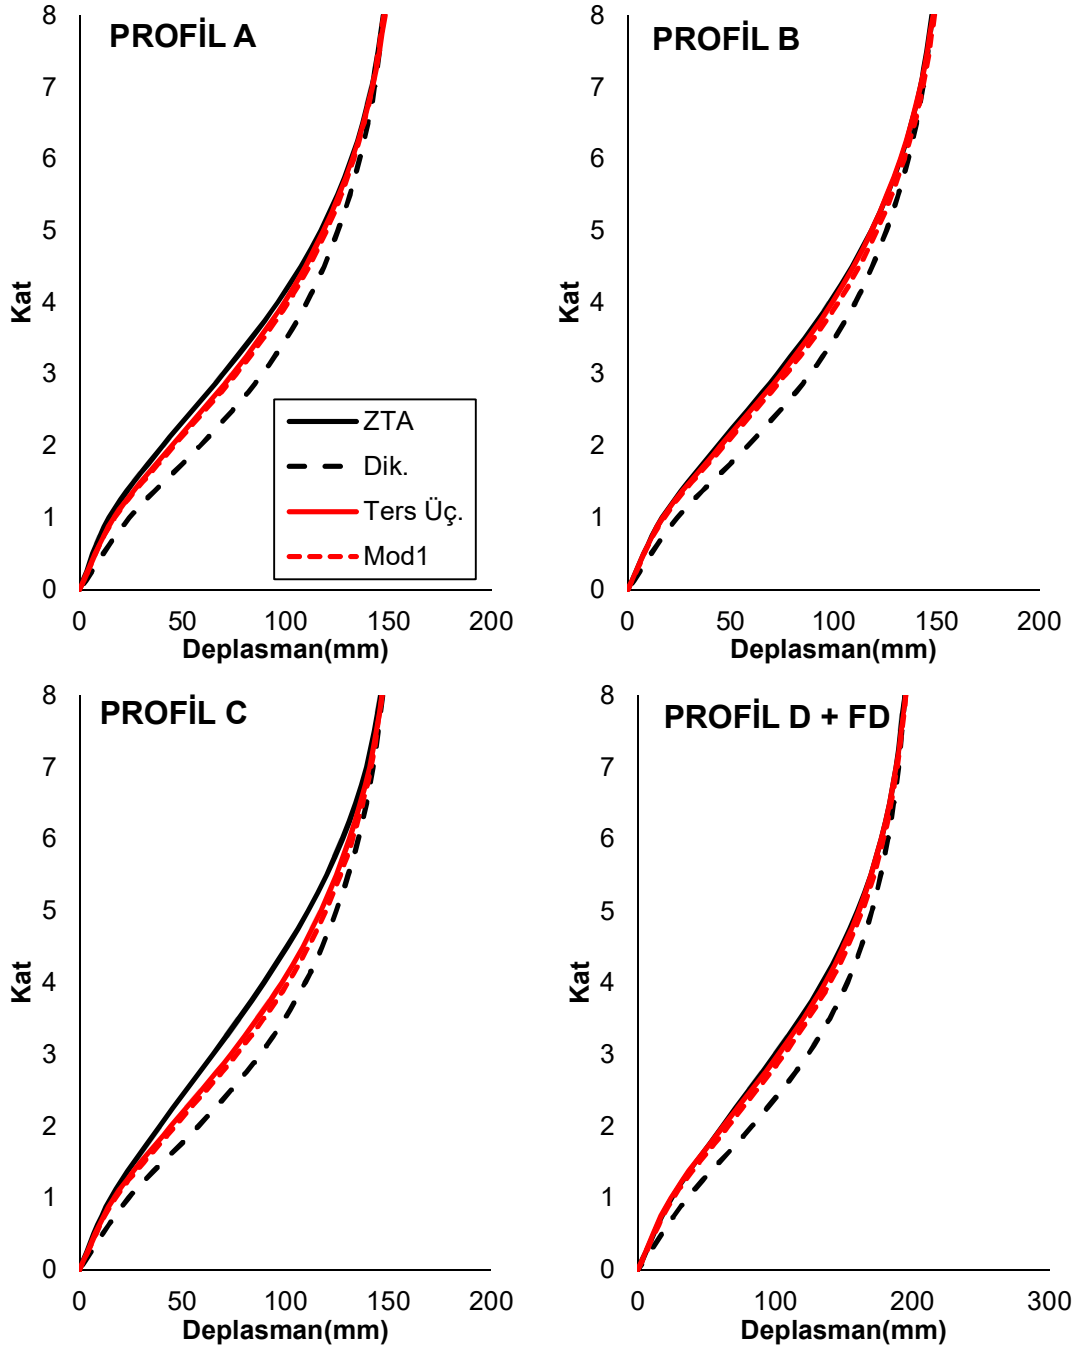 PROFİL A
8
7
6
5
4
3
2
1
0
Kat
ZTA
Dik.
Ters Üç.
Mod1
0 50 100 150 200
Deplasman(mm)
PROFİL B
8
7
6
5
4
3
2
1
0
Kat
0 50 100 150 200
Deplasman(mm)
PROFİL C
8
7
6
5
4
3
2
1
0
Kat
0 50 100 150 200
Deplasman(mm)
PROFİL D + FD
8
7
6
5
4
3
2
1
0
Kat
0 100 200 300
Deplasman(mm)